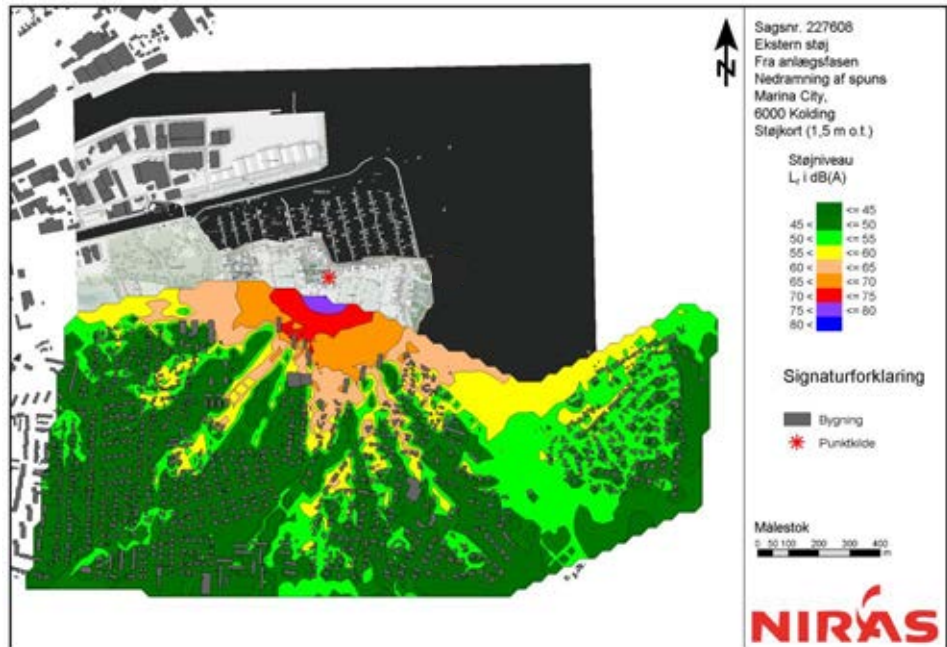 N
Sagsnr. 227608
Ekstern støj
Fra anlægsfasen
Nedramning af spuns
Marina City,
6000 Kolding
Støjkort (1,5 m o.t.)
Støjniveau
Lr i dB(A)
<= 45
45 < <= 50
50 < <= 55
55 < <= 60
60 < <= 65
65 < <= 70
70 < <= 75
75 < <= 80
80 <
Signaturforklaring
Bygning
Punktkilde
Målestok
0 50 100 200 300 400
m
NIRÁS